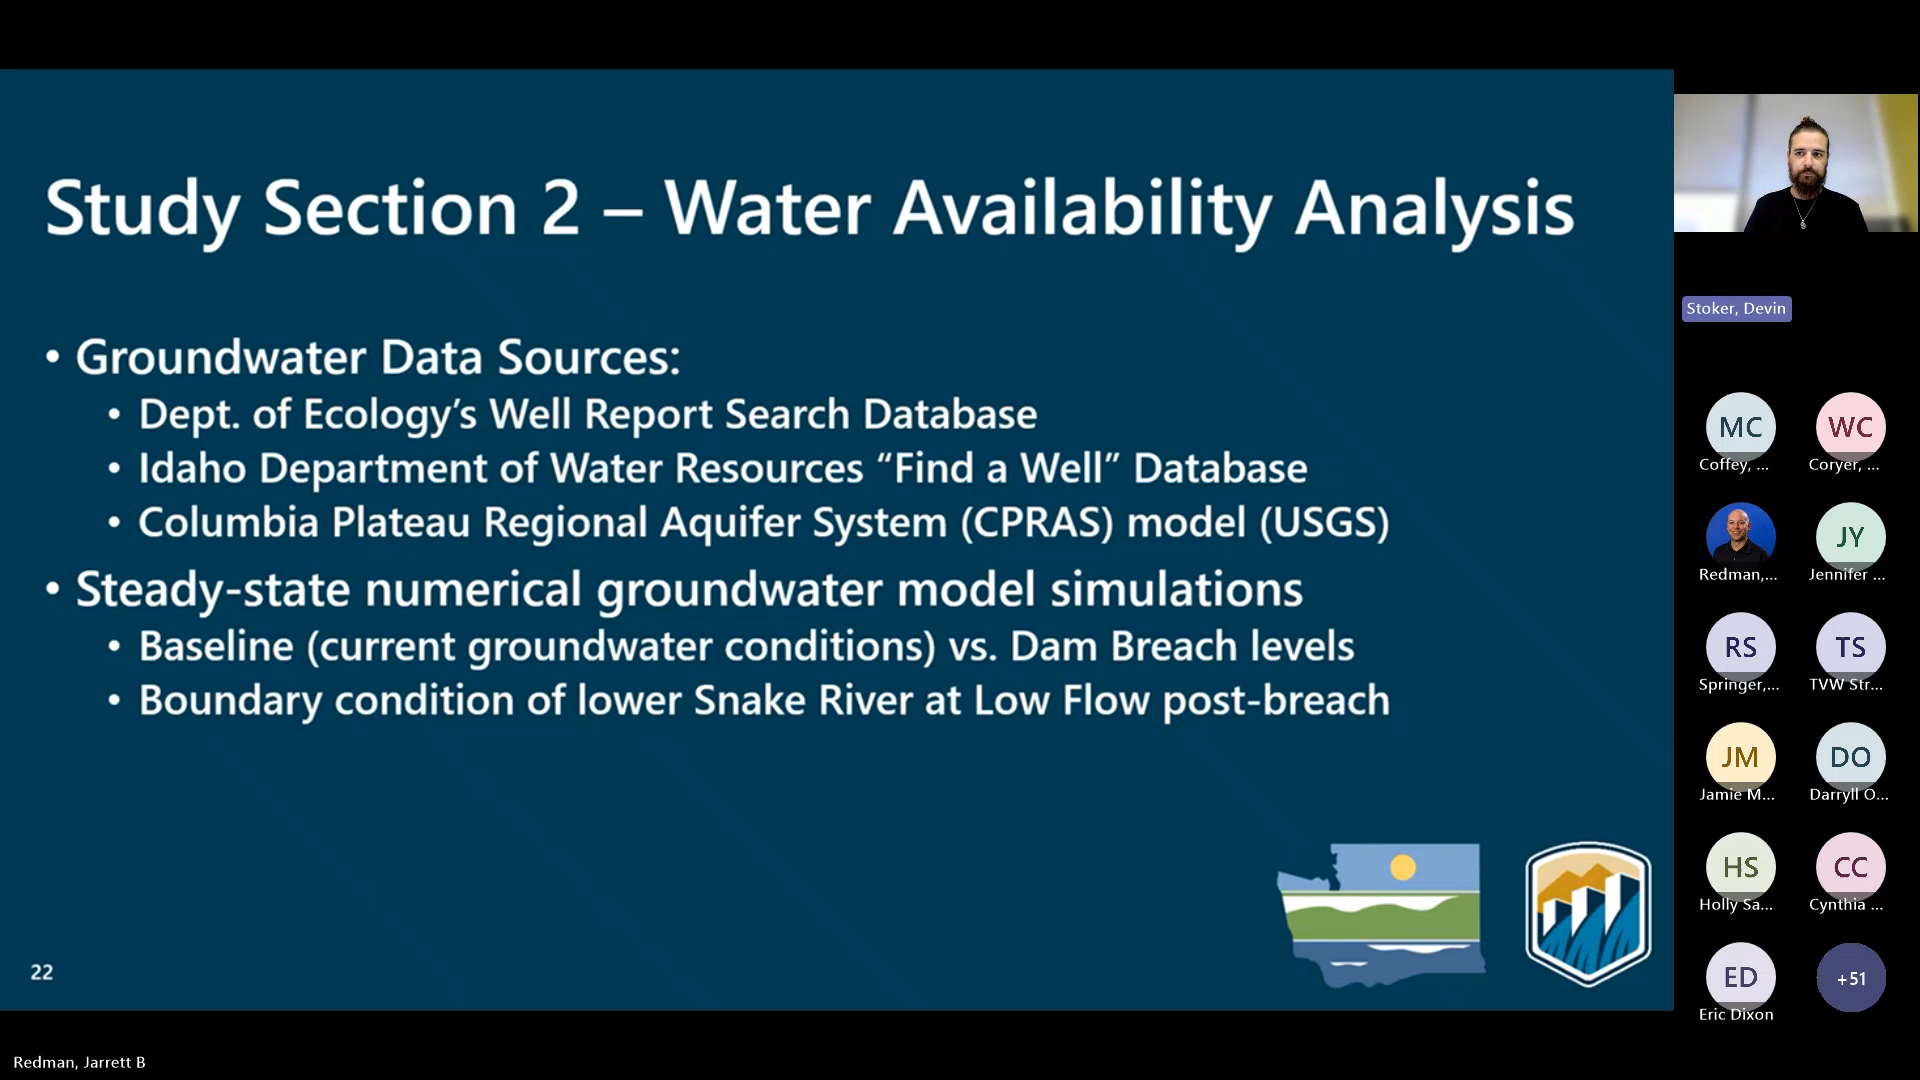 Study Section 2 – Water Availability Analysis
• Groundwater Data Sources:
• Dept. of Ecology’s Well Report Search Database
• Idaho Department of Water Resources “Find a Well” Database
• Columbia Plateau Regional Aquifer System (CPRAS) model (USGS)
• Steady-state numerical groundwater model simulations
• Baseline (current groundwater conditions) vs. Dam Breach levels
• Boundary condition of lower Snake River at Low Flow post-breach
22
Stoker, Devin
MC
Coffey, ...
WC
Coryer, ...
Redman,...
JY
Jennifer ...
RS
Springer,...
TS
TVW Str...
JM
Jamie M...
DO
Darryll O...
HS
Holly Sa...
CC
Cynthia ...
ED
Eric Dixon
+51
Redman, Jarrett B